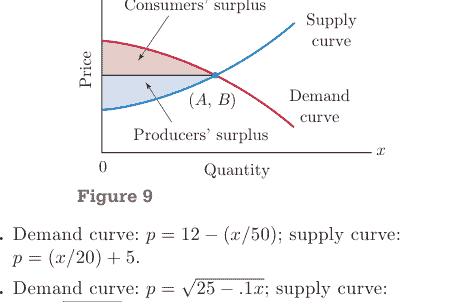 Consumers' surplus
Supply
curve
Price
(A, B)
Demand
curve
Producers' surplus
x
0
Quantity
Figure 9
. Demand curve: p = 12 − (x/50); supply curve:
p = (x/20) + 5.
. Demand curve: p = √25 − .1x; supply curve: